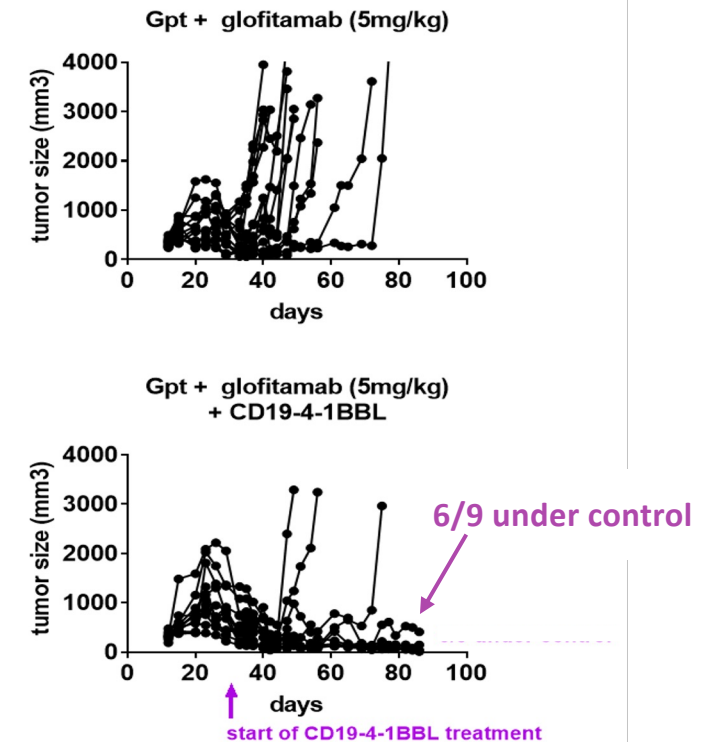 Gpt + glofitamab (5mg/kg)
tumor size (mm3)
4000
3000
2000
1000
0
0 20 40 60 80 100
days
Gpt + glofitamab (5mg/kg)
+ CD19-4-1BBL
tumor size (mm3)
4000
3000
2000
1000
0
6/9 under control
0 20 40 60 80 100
days
start of CD19-4-1BBL treatment